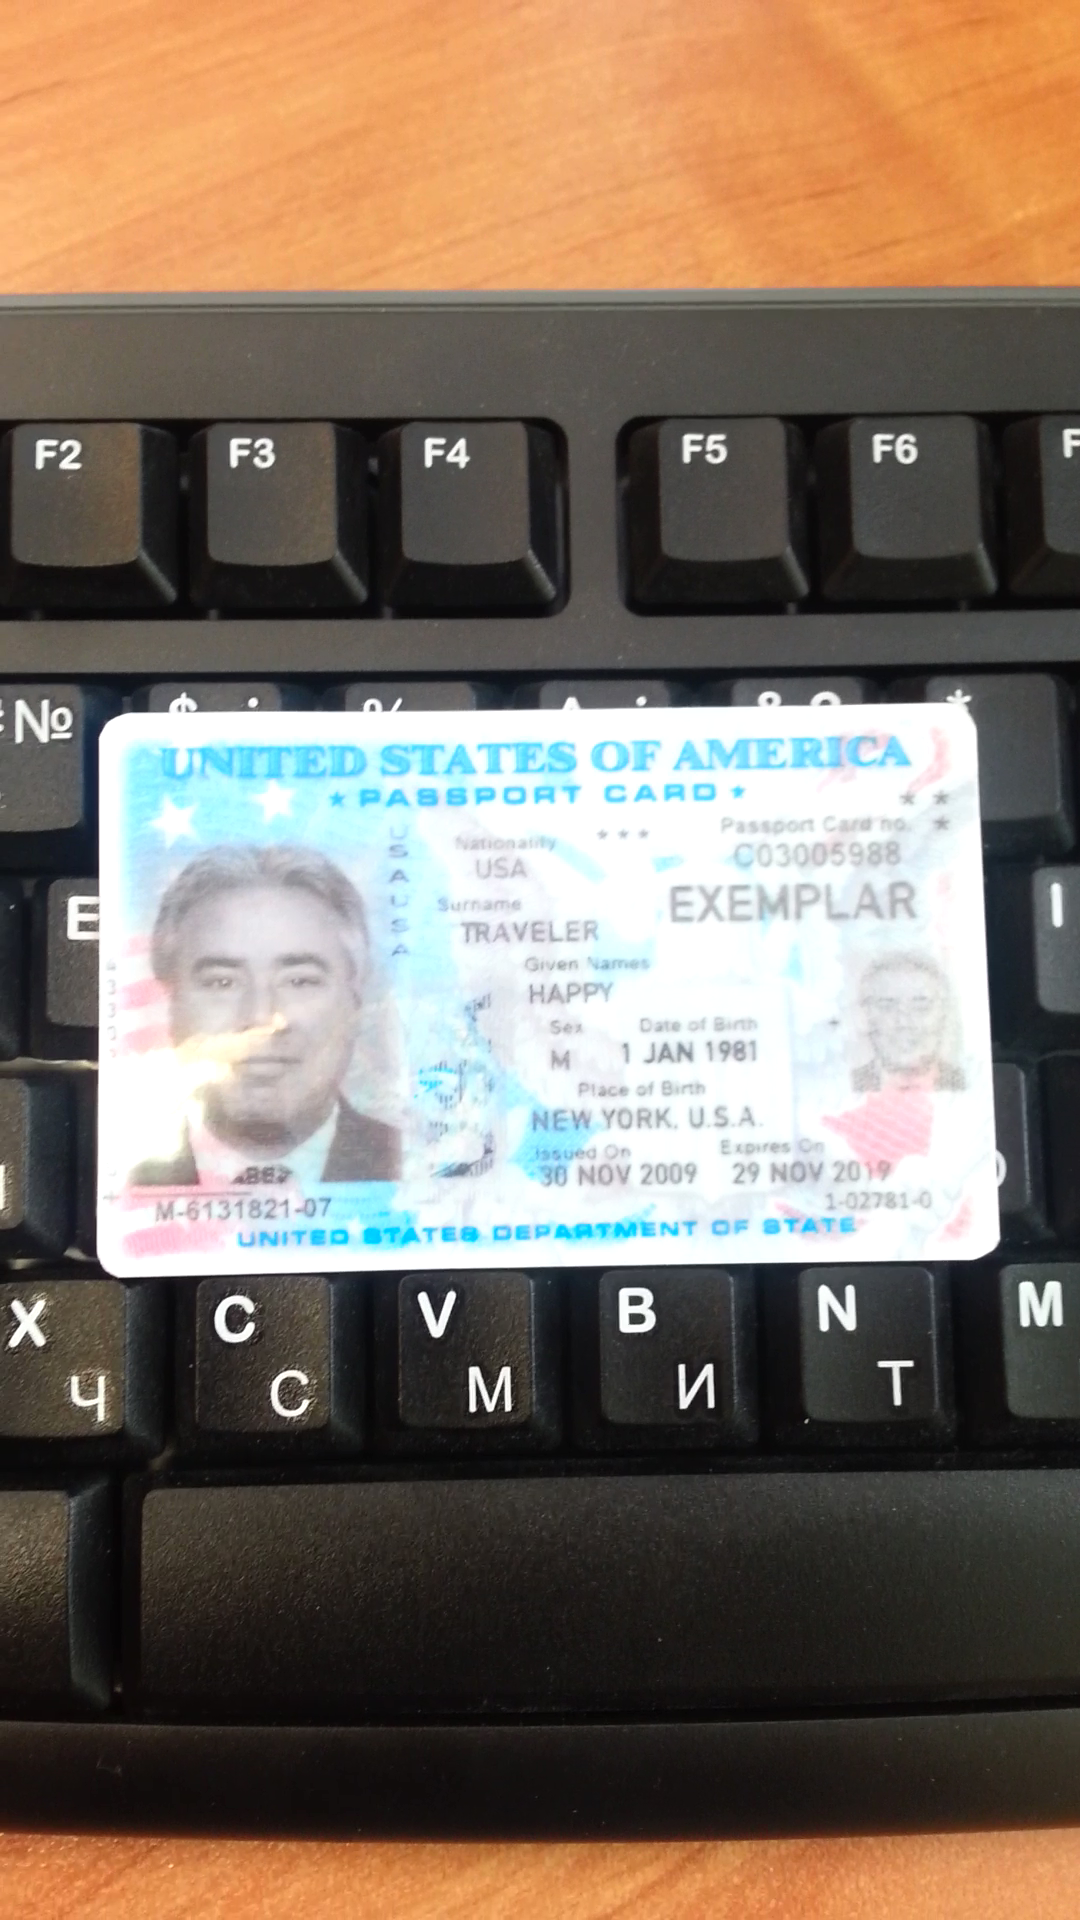 F2 F3 F4 F5 F6 F
№ $ ; % ^ : & ? *
E
I
UNITED STATES OF AMERICA
★ PASSPORT CARD ★
USAUSA
Nationality
USA
* * *
Passport Card no.
C03005988
EXEMPLAR
Surname
TRAVELER
Given Names
HAPPY
Sex Date of Birth
M 1 JAN 1981
Place of Birth
NEW YORK, U.S.A.
Issued On Expires On
30 NOV 2009 29 NOV 2019
M-6131821-07 1-02781-0
UNITED STATES DEPARTMENT OF STATE
X C V B N M
Ч С М И Т